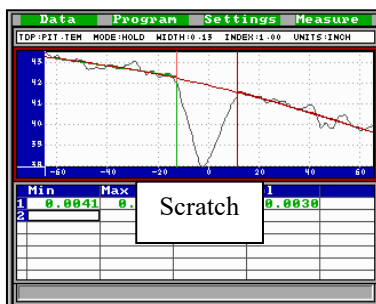 Data Program Settings Measure
TOP:PIT-TEM MODE:HOLD WIDTH:0.13 INDEX:1.00 UNITS:INCH
43
42
41
40
39
38
-60 -40 -20 0 20 40 60
Min Max
1 0.0041 0. 0.0030
2
Scratch